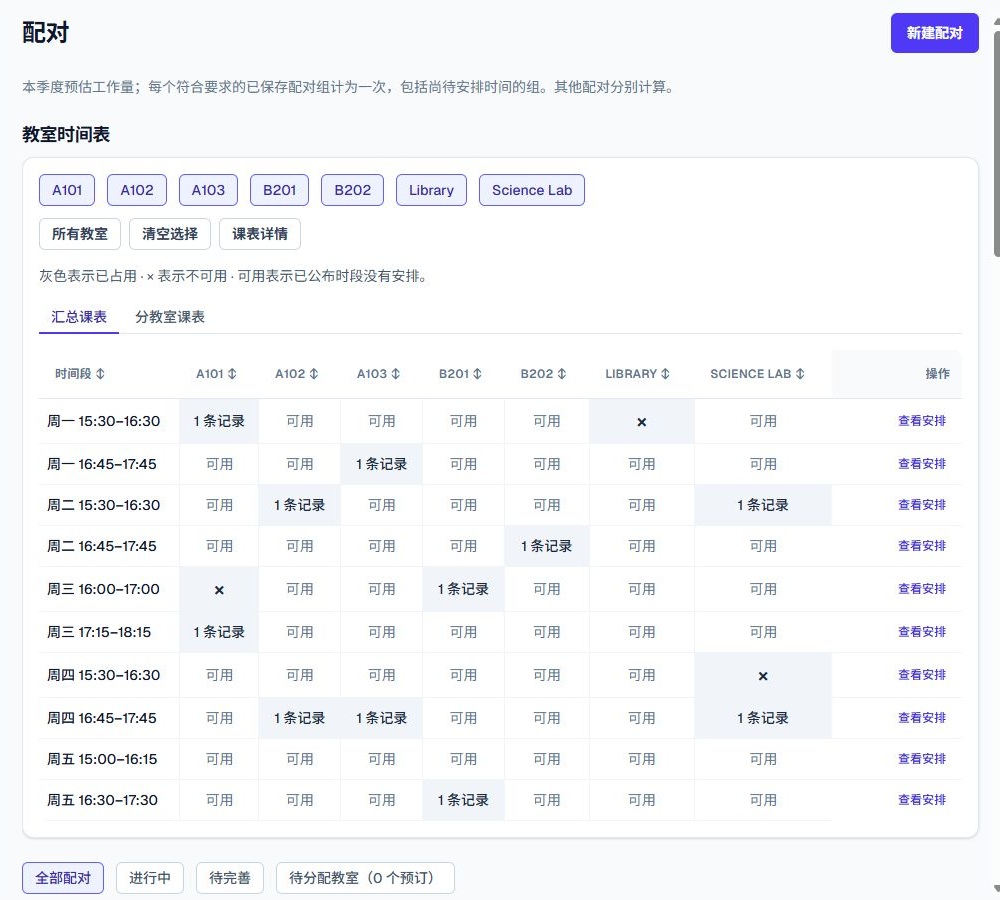 配对
新建配对
本季度预估工作量；每个符合要求的已保存配对组计为一次，包括尚待安排时间的组。其他配对分别计算。
教室时间表
A101 A102 A103 B201 B202 Library Science Lab
所有教室 清空选择 课表详情
灰色表示已占用 · × 表示不可用 · 可用表示已公布时段没有安排。
汇总课表 分教室课表
时间段 A101 A102 A103 B201 B202 LIBRARY SCIENCE LAB 操作
周一 15:30–16:30 1 条记录 可用 可用 可用 可用 × 可用 查看安排
周一 16:45–17:45 可用 可用 1 条记录 可用 可用 可用 可用 查看安排
周二 15:30–16:30 可用 1 条记录 可用 可用 可用 可用 1 条记录 查看安排
周二 16:45–17:45 可用 可用 可用 可用 1 条记录 可用 可用 查看安排
周三 16:00–17:00 × 可用 可用 1 条记录 可用 可用 可用 查看安排
周三 17:15–18:15 1 条记录 可用 可用 可用 可用 可用 可用 查看安排
周四 15:30–16:30 可用 可用 可用 可用 可用 可用 × 查看安排
周四 16:45–17:45 可用 1 条记录 1 条记录 可用 可用 可用 1 条记录 查看安排
周五 15:00–16:15 可用 可用 可用 可用 可用 可用 可用 查看安排
周五 16:30–17:30 可用 可用 可用 1 条记录 可用 可用 可用 查看安排
全部配对 进行中 待完善 待分配教室（0 个预订）